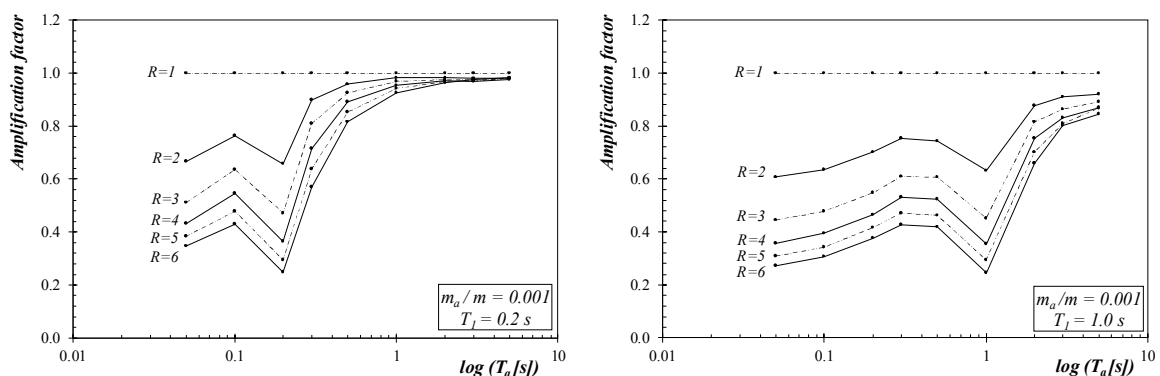 Amplification factor
1.2
1.0
0.8
0.6
0.4
0.2
0.0
R=1
R=2
R=3
R=4
R=5
R=6
m_a / m = 0.001
T_1 = 0.2 s
0.01
0.1
1
10
log (T_a[s])
Amplification factor
1.2
1.0
0.8
0.6
0.4
0.2
0.0
R=1
R=2
R=3
R=4
R=5
R=6
m_a / m = 0.001
T_1 = 1.0 s
0.01
0.1
1
10
log (T_a[s])